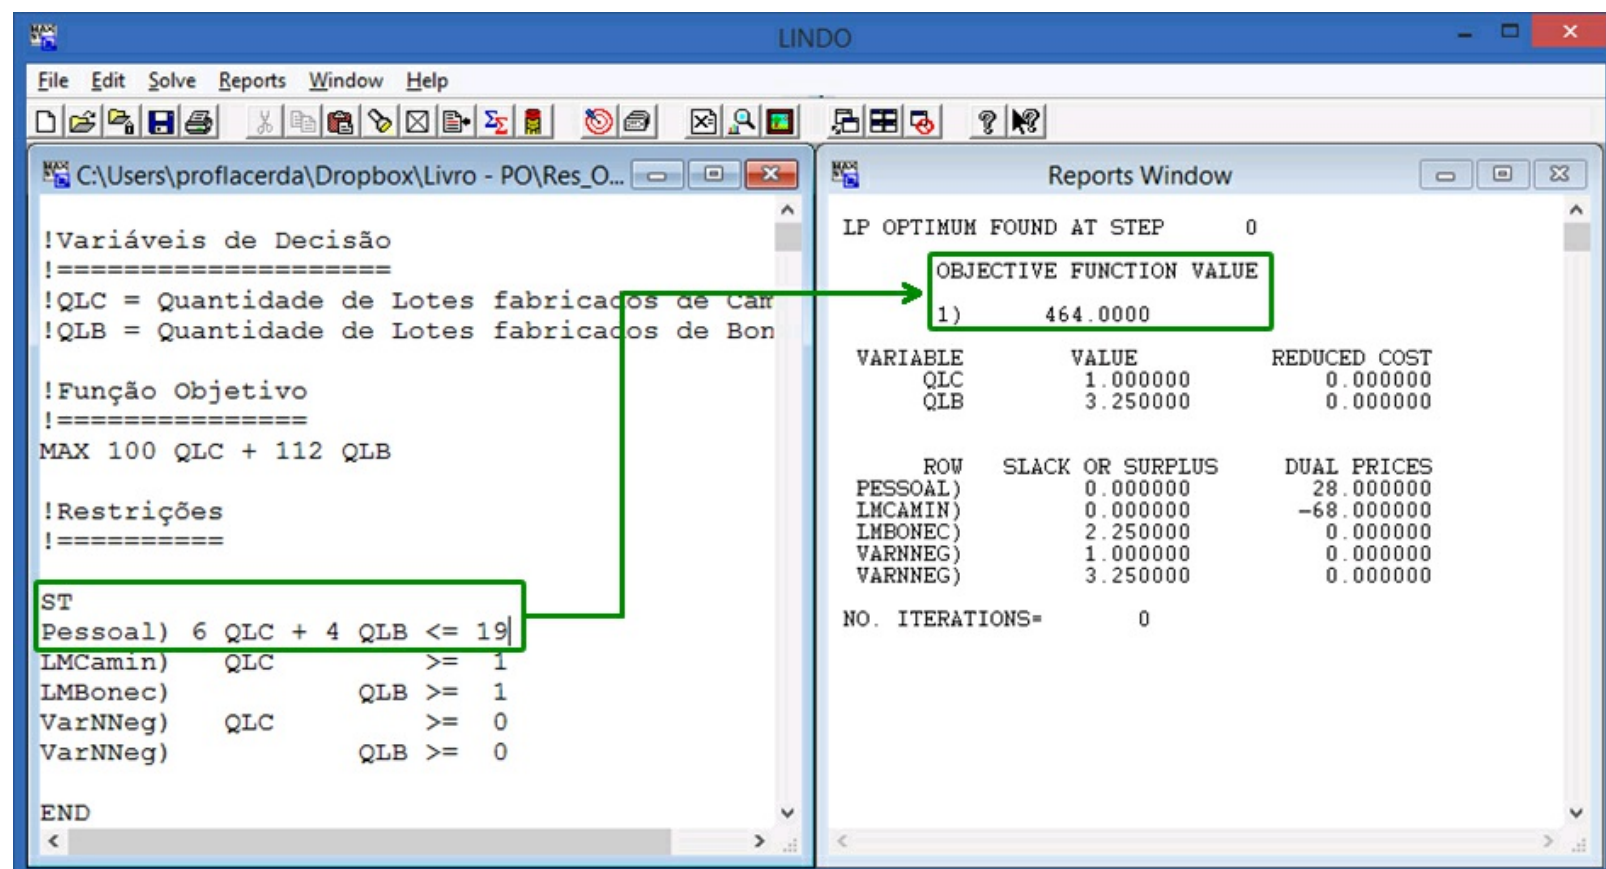 LINDO
File Edit Solve Reports Window Help
C:\Users\proflacerda\Dropbox\Livro - PO\Res_O...
!Variáveis de Decisão
!====================
!QLC = Quantidade de Lotes fabricados de Cam
!QLB = Quantidade de Lotes fabricados de Bon
!Função Objetivo
!===============
MAX 100 QLC + 112 QLB
!Restrições
!==========
ST
Pessoal) 6 QLC + 4 QLB <= 19
LMCamin) QLC >= 1
LMBonec) QLB >= 1
VarNNeg) QLC >= 0
VarNNeg) QLB >= 0
END
Reports Window
LP OPTIMUM FOUND AT STEP 0
OBJECTIVE FUNCTION VALUE
1) 464.0000
VARIABLE VALUE REDUCED COST
QLC 1.000000 0.000000
QLB 3.250000 0.000000
ROW SLACK OR SURPLUS DUAL PRICES
PESSOAL) 0.000000 28.000000
LMCAMIN) 0.000000 -68.000000
LMBONEC) 2.250000 0.000000
VARNNEG) 1.000000 0.000000
VARNNEG) 3.250000 0.000000
NO. ITERATIONS= 0